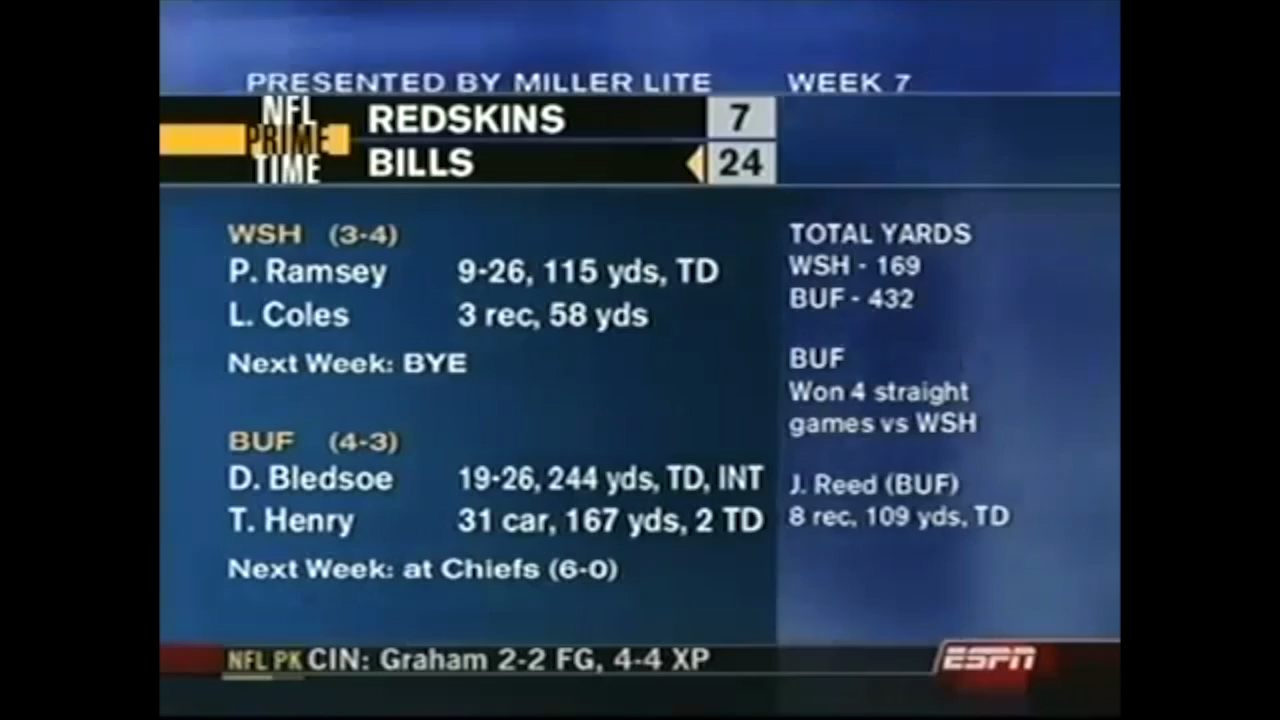 PRESENTED BY MILLER LITE WEEK 7
NFL PRIME TIME
REDSKINS 7
BILLS 24
WSH (3-4)
P. Ramsey 9-26, 115 yds, TD
L. Coles 3 rec, 58 yds
Next Week: BYE
BUF (4-3)
D. Bledsoe 19-26, 244 yds, TD, INT
T. Henry 31 car, 167 yds, 2 TD
Next Week: at Chiefs (6-0)
TOTAL YARDS
WSH - 169
BUF - 432
BUF
Won 4 straight
games vs WSH
J. Reed (BUF)
8 rec, 109 yds, TD
NFL PK CIN: Graham 2-2 FG, 4-4 XP
ESPN